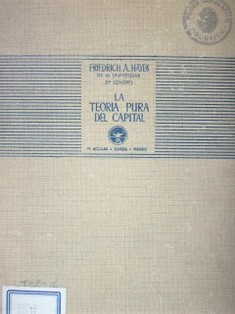 FRIEDRICH A. HAYEK
DE LA UNIVERSIDAD
DE LONDRES
LA
TEORIA PURA
DEL CAPITAL
M. AGUILAR - EDITOR - MADRID